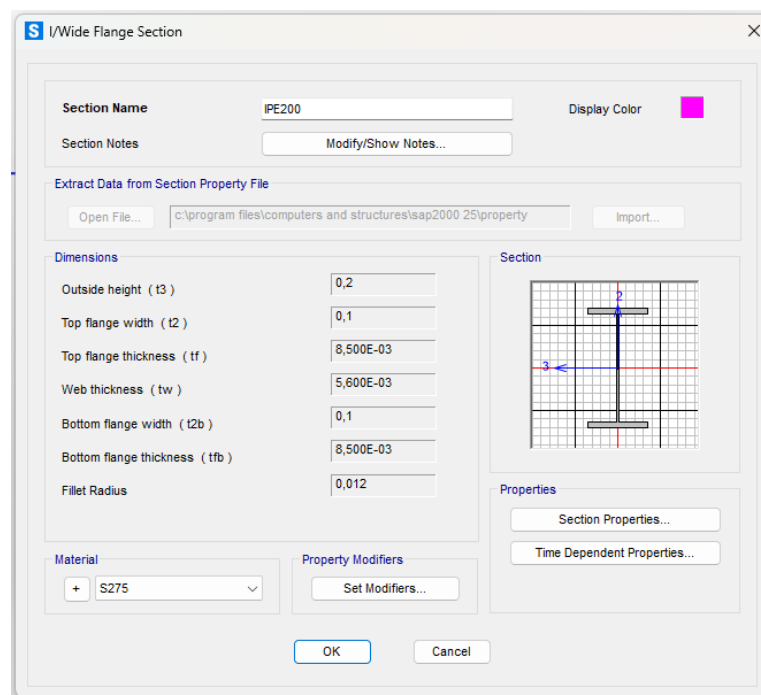 S I/Wide Flange Section
Section Name IPE200 Display Color
Section Notes Modify/Show Notes...
Extract Data from Section Property File
Open File... c:\program files\computers and structures\sap2000 25\property Import...
Dimensions
Outside height ( t3 ) 0,2
Top flange width ( t2 ) 0,1
Top flange thickness ( tf ) 8,500E-03
Web thickness ( tw ) 5,600E-03
Bottom flange width ( t2b ) 0,1
Bottom flange thickness ( tfb ) 8,500E-03
Fillet Radius 0,012
Section
2
3
Properties
Section Properties...
Time Dependent Properties...
Material
+ S275
Property Modifiers
Set Modifiers...
OK Cancel